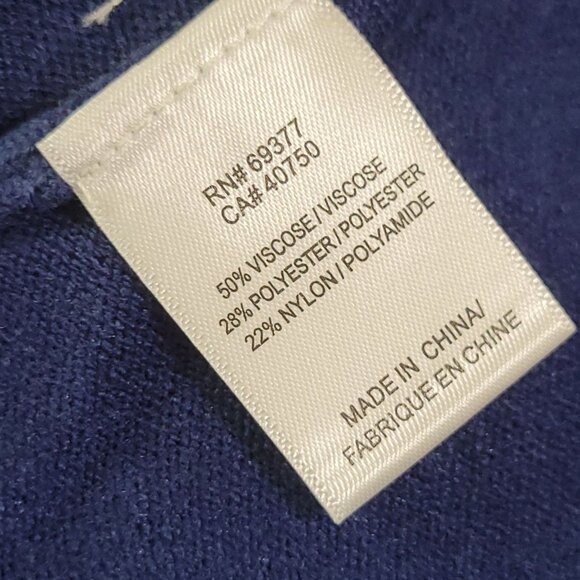 RN# 69377
CA# 40750
50% VISCOSE / VISCOSE
28% POLYESTER / POLYESTER
22% NYLON / POLYAMIDE
MADE IN CHINA/
FABRIQUE EN CHINE